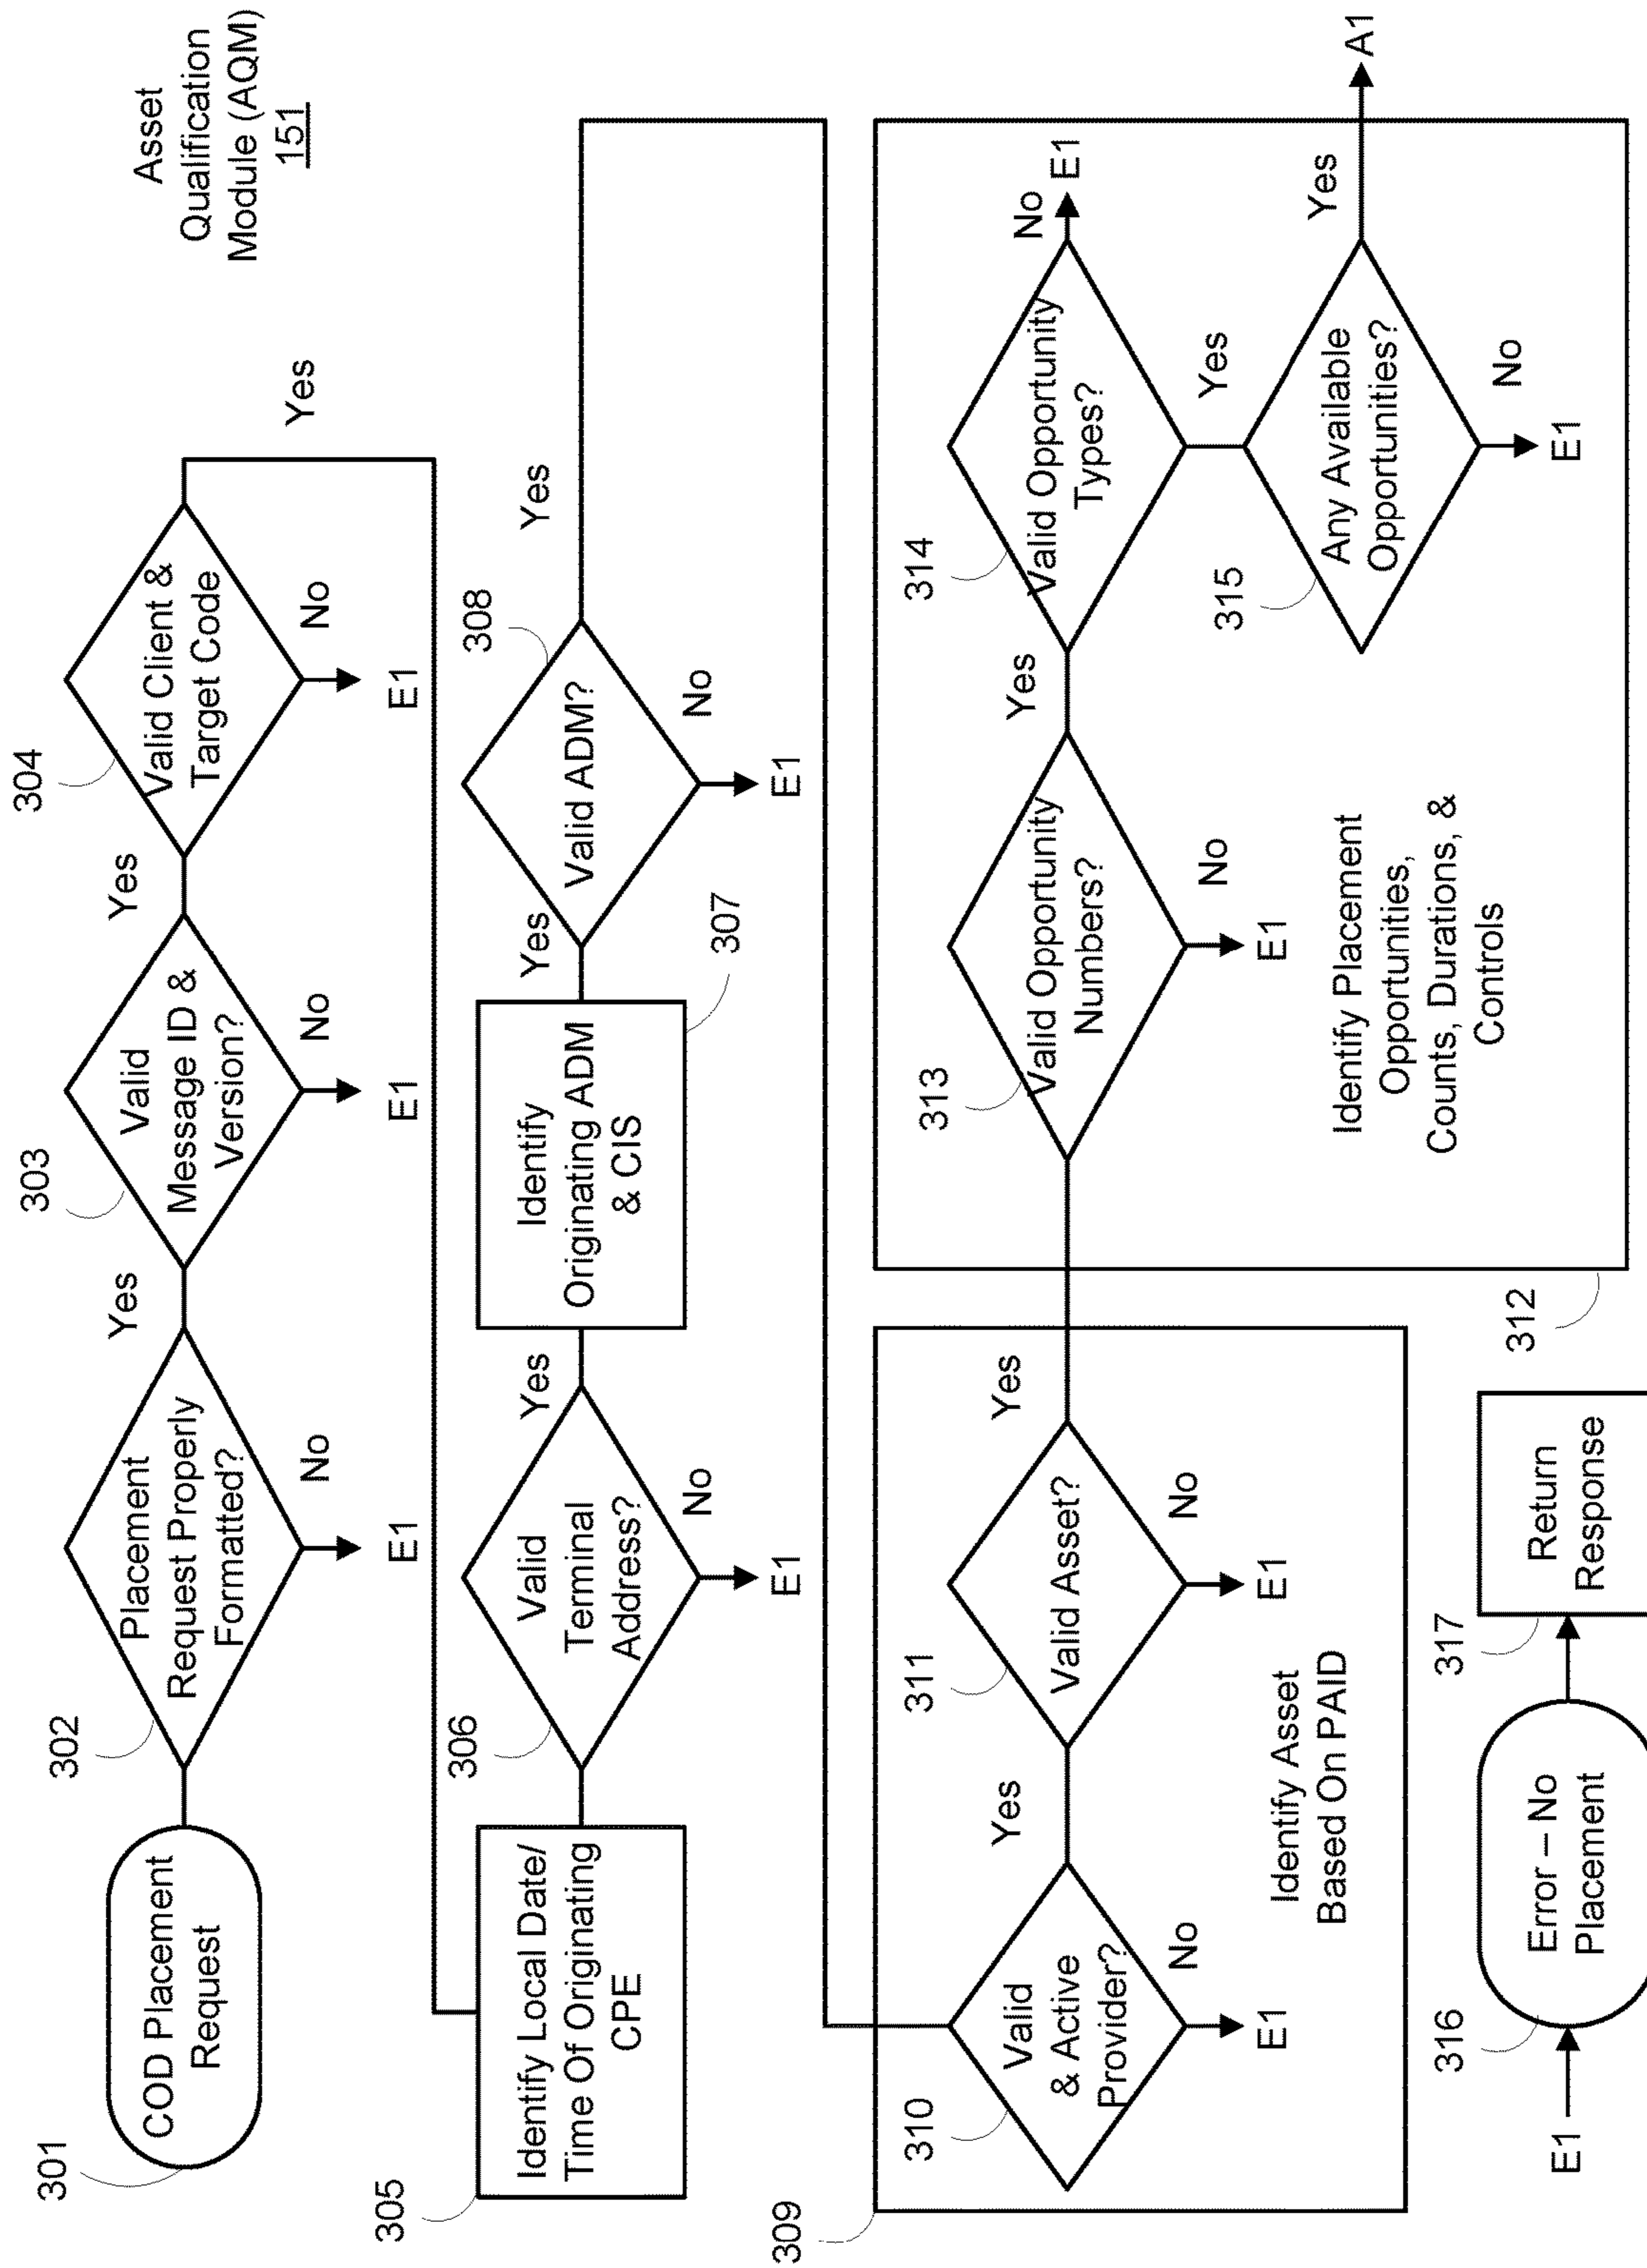 Asset
Qualification
Module (AQM)
151
301
COD Placement
Request
302
Placement
Request Properly
Formatted?
Yes
No
E1
303
Valid
Message ID &
Version?
Yes
No
E1
304
Valid Client &
Target Code
Yes
No
E1
305
Identify Local Date/
Time Of Originating
CPE
306
Valid
Terminal
Address?
Yes
No
E1
307
Identify
Originating ADM
& CIS
Yes
308
Valid ADM?
Yes
No
E1
309
310
Valid
& Active
Provider?
Yes
No
E1
311
Valid Asset?
Yes
No
E1
Identify Asset
Based On PAID
312
313
Valid Opportunity
Numbers?
Yes
No
E1
314
Valid Opportunity
Types?
No
E1
Yes
315
Any Available
Opportunities?
Yes
A1
No
E1
Identify Placement
Opportunities,
Counts, Durations, &
Controls
E1
316
Error – No
Placement
317
Return
Response